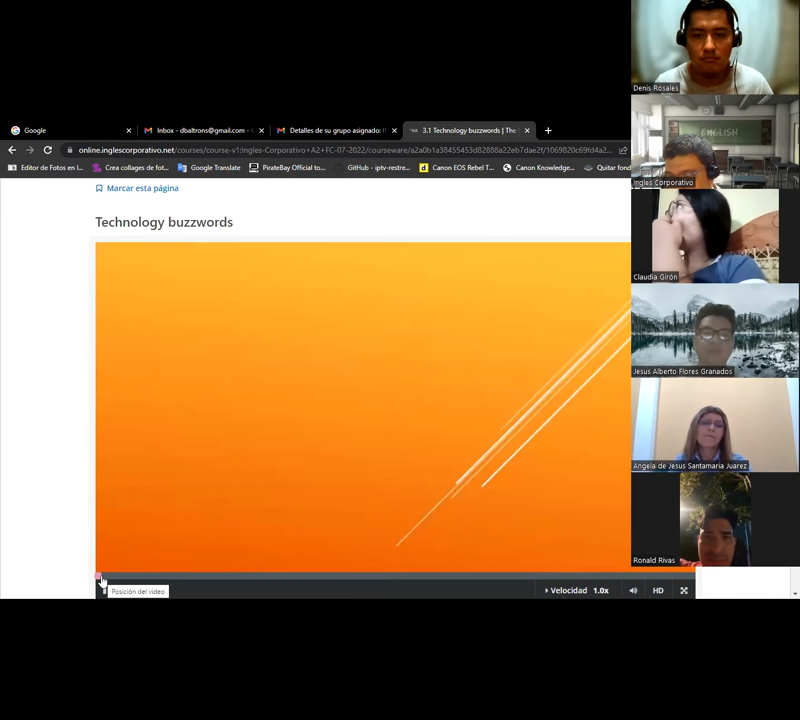 Denis Rosales
Google
Inbox - dbaltrons@gmail.com -
Detalles de su grupo asignado:
3.1 Technology buzzwords | The
online.inglescorporativo.net/courses/course-v1:Ingles-Corporativo+A2+FC-07-2022/courseware/a2a0b1a38455453d82888a22eb7dae2f/1069820c69fd4a2...
Editor de Fotos en l...
Crea collages de fot...
Google Translate
PirateBay Official to...
GitHub - iptv-restre...
Canon EOS Rebel T...
Canon Knowledge...
Quitar fond
ENGLISH
Ingles Corporativo
Marcar esta página
Technology buzzwords
Claudia Girón
Jesus Alberto Flores Granados
Angela de Jesus Santamaria Juarez
Ronald Rivas
Posición del vídeo
Velocidad 1.0x
HD